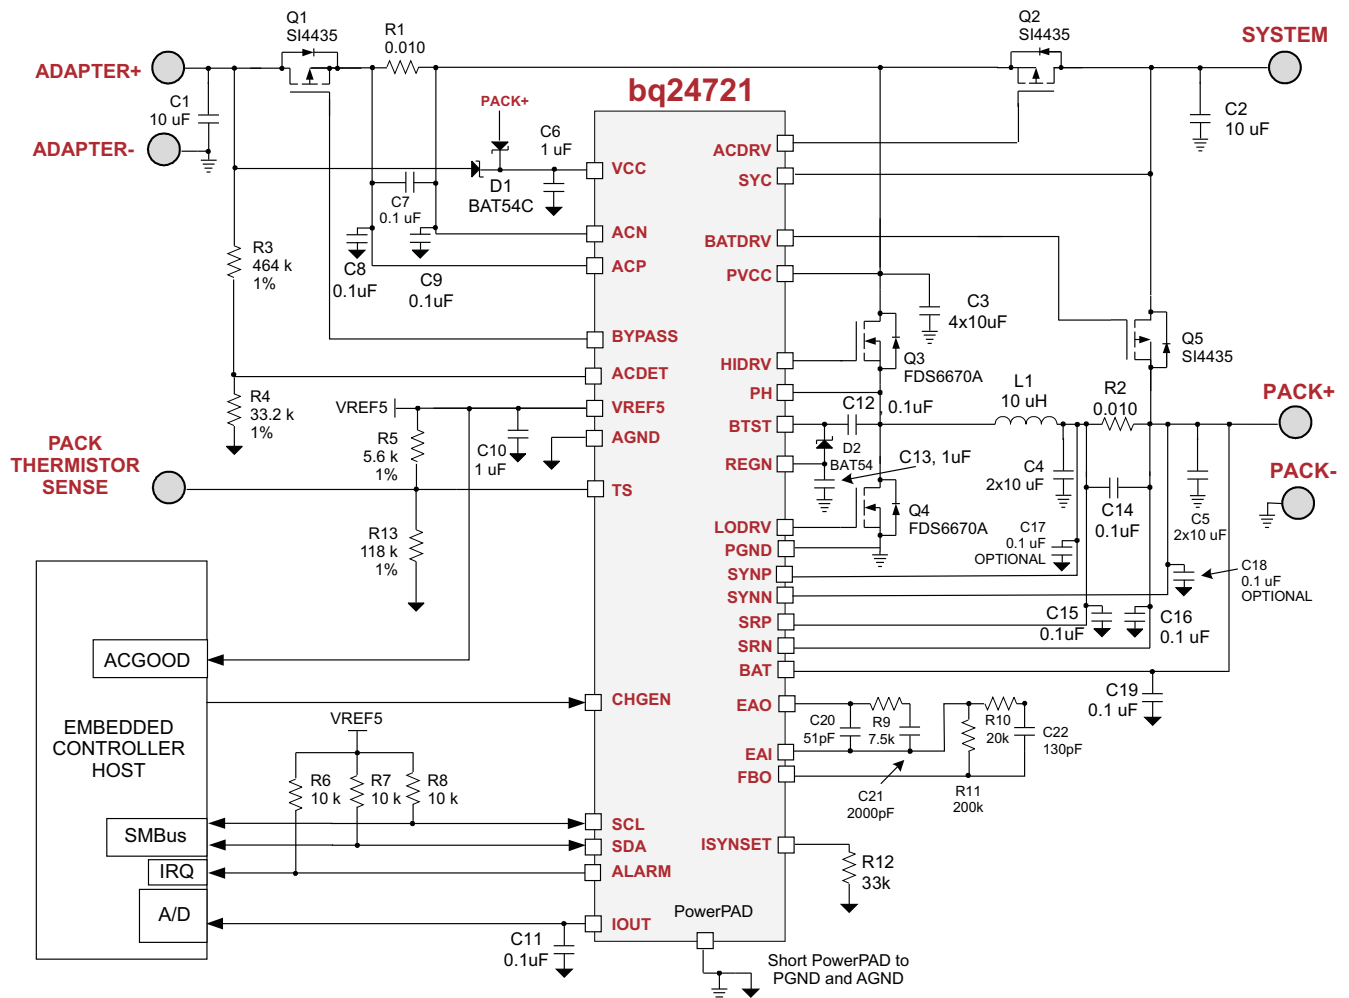 Q1
SI4435
R1
0.010
Q2
SI4435
SYSTEM
ADAPTER+
C1
10 uF
ADAPTER-
PACK+
C6
1 uF
bq24721
C2
10 uF
D1
BAT54C
C7
0.1 uF
C8
0.1uF
C9
0.1uF
R3
464 k
1%
R4
33.2 k
1%
VCC
ACN
ACP
BYPASS
ACDET
VREF5
AGND
TS
CHGEN
SCL
SDA
ALARM
IOUT
ACDRV
SYC
BATDRV
PVCC
HIDRV
PH
BTST
REGN
LODRV
PGND
SYNP
SYNN
SRP
SRN
BAT
EAO
EAI
FBO
ISYNSET
PowerPAD
C3
4x10uF
Q3
FDS6670A
Q5
SI4435
C12
0.1uF
L1
10 uH
R2
0.010
PACK+
PACK-
D2
BAT54
C13, 1uF
C4
2x10 uF
C14
0.1uF
C5
2x10 uF
Q4
FDS6670A
C17
0.1 uF
OPTIONAL
C18
0.1 uF
OPTIONAL
C15
0.1uF
C16
0.1 uF
C19
0.1 uF
VREF5
R5
5.6 k
1%
C10
1 uF
PACK
THERMISTOR
SENSE
R13
118 k
1%
ACGOOD
EMBEDDED
CONTROLLER
HOST
VREF5
R6
10 k
R7
10 k
R8
10 k
SMBus
IRQ
A/D
C11
0.1uF
C20
51pF
R9
7.5k
R10
20k
C22
130pF
C21
2000pF
R11
200k
R12
33k
Short PowerPAD to
PGND and AGND